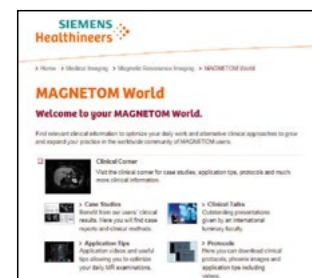 SIEMENS
Healthineers
> Home > Medical Imaging > Magnetic Resonance Imaging > MAGNETOM World
MAGNETOM World
Welcome to your MAGNETOM World.
Find relevant clinical information to optimize your daily work and alternative clinical approaches to grow
and expand your practice in the worldwide community of MAGNETOM users.
Clinical Corner
Visit the clinical corner for case studies, application tips, protocols and much
more clinical information.
> Case Studies
Benefit from our users' clinical
results. Here you will find case
reports and clinical methods.
> Clinical Talks
Outstanding presentations
given by an international
luminary faculty.
> Application Tips
Application videos and useful
tips allowing you to optimize
your daily MR examinations.
> Protocols
Here you can download clinical
protocols, phoenix images and
application tips including
videos.